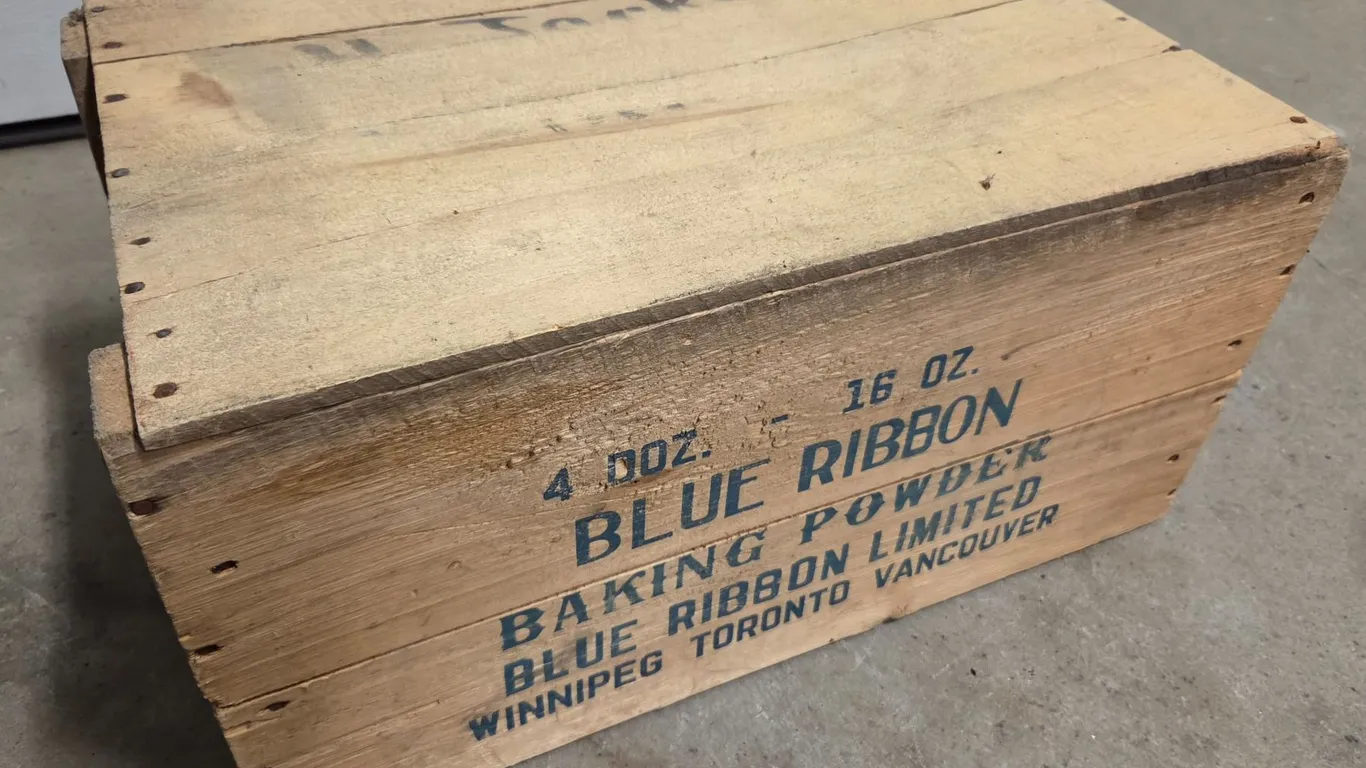 4 DOZ. - 16 OZ.
BLUE RIBBON
BAKING POWDER
BLUE RIBBON LIMITED
WINNIPEG TORONTO VANCOUVER